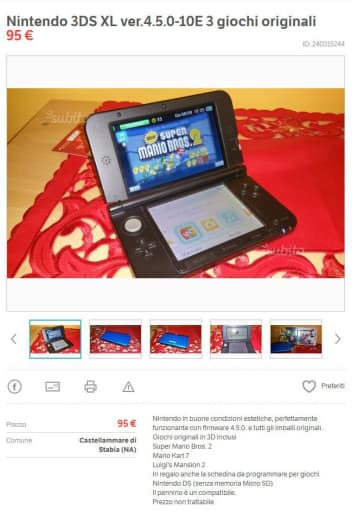 Nintendo 3DS XL ver.4.5.0-10E 3 giochi originali
95 €
ID: 240315244
subito
SUPER
MARIO BROS. 2
subito
Preferiti
Prezzo
95 €
Comune
Castellammare di
Stabia (NA)
Nintendo In buone condizioni estetiche, perfettamente
funzionante con firmware 4.5.0. e tutti gli imballi originali.
Giochi originali in 3D inclusi
Super Mario Bros. 2
Mario Kart 7
Luigi's Mansion 2
In regalo anche la schedina da programmare per giochi
Nintendo DS (senza memoria Micro SD)
Il pennino è un compatibile.
Prezzo non trattabile